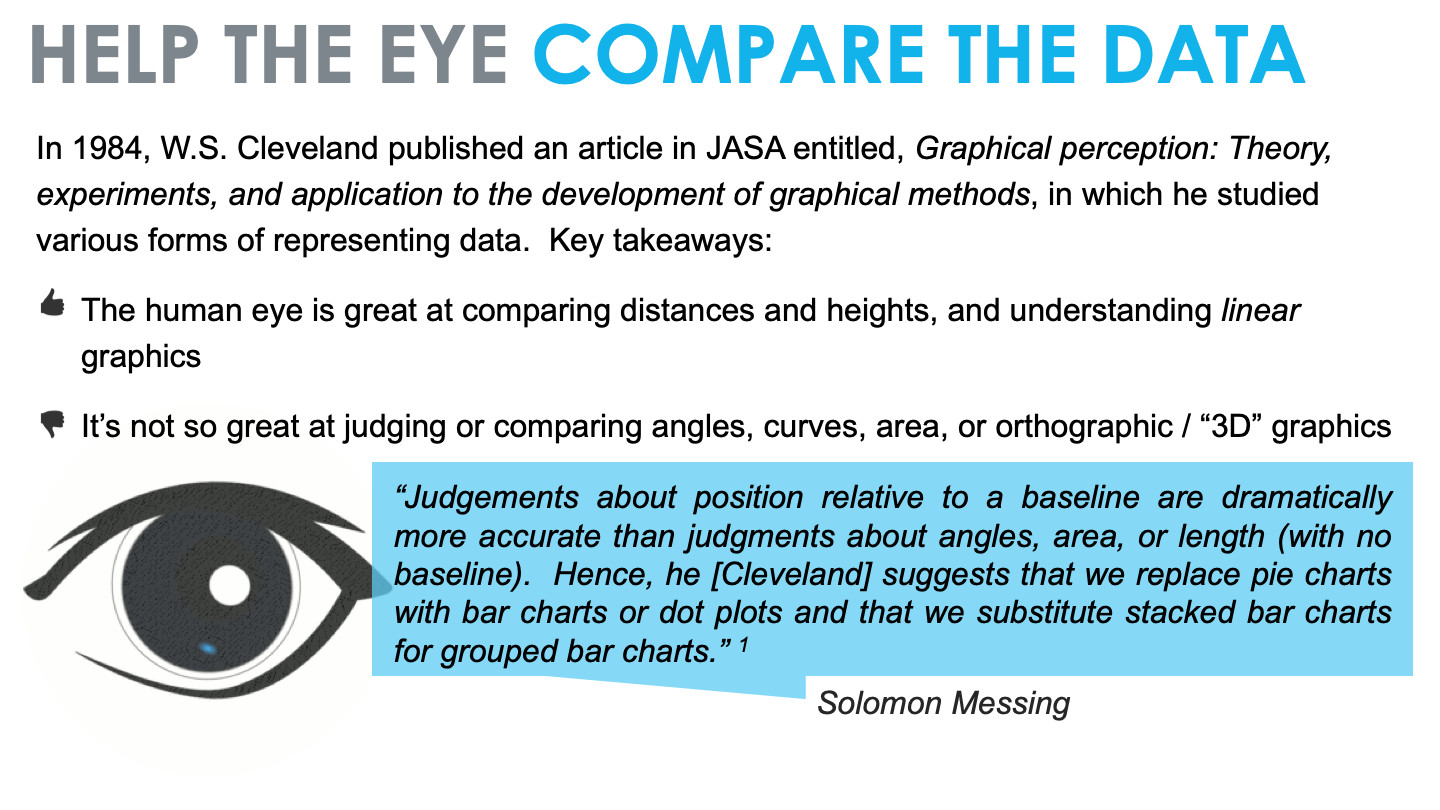 HELP THE EYE COMPARE THE DATA
In 1984, W.S. Cleveland published an article in JASA entitled, Graphical perception: Theory,
experiments, and application to the development of graphical methods, in which he studied
various forms of representing data.  Key takeaways:
The human eye is great at comparing distances and heights, and understanding linear
graphics
It’s not so great at judging or comparing angles, curves, area, or orthographic / “3D” graphics
“Judgements about position relative to a baseline are dramatically
more accurate than judgments about angles, area, or length (with no
baseline).  Hence, he [Cleveland] suggests that we replace pie charts
with bar charts or dot plots and that we substitute stacked bar charts
for grouped bar charts.” 1
Solomon Messing